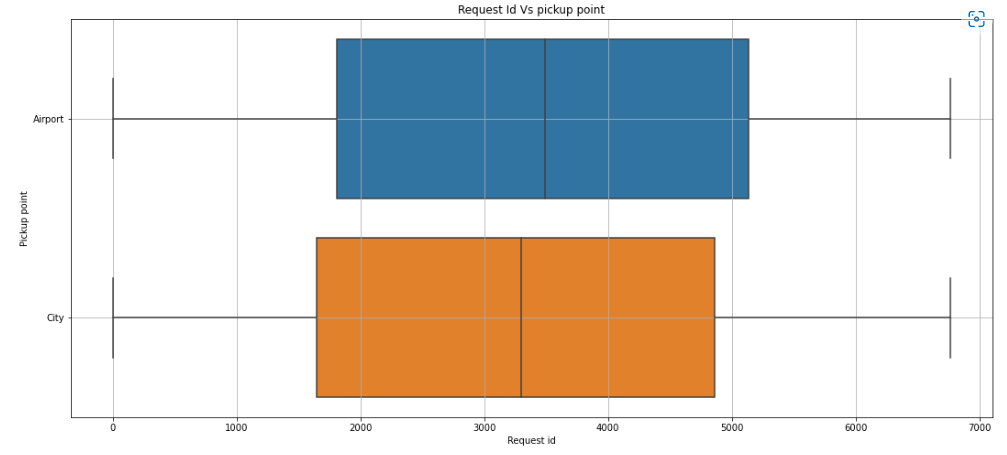 Request Id Vs pickup point
Airport
City
Pickup point
0 1000 2000 3000 4000 5000 6000 7000
Request id